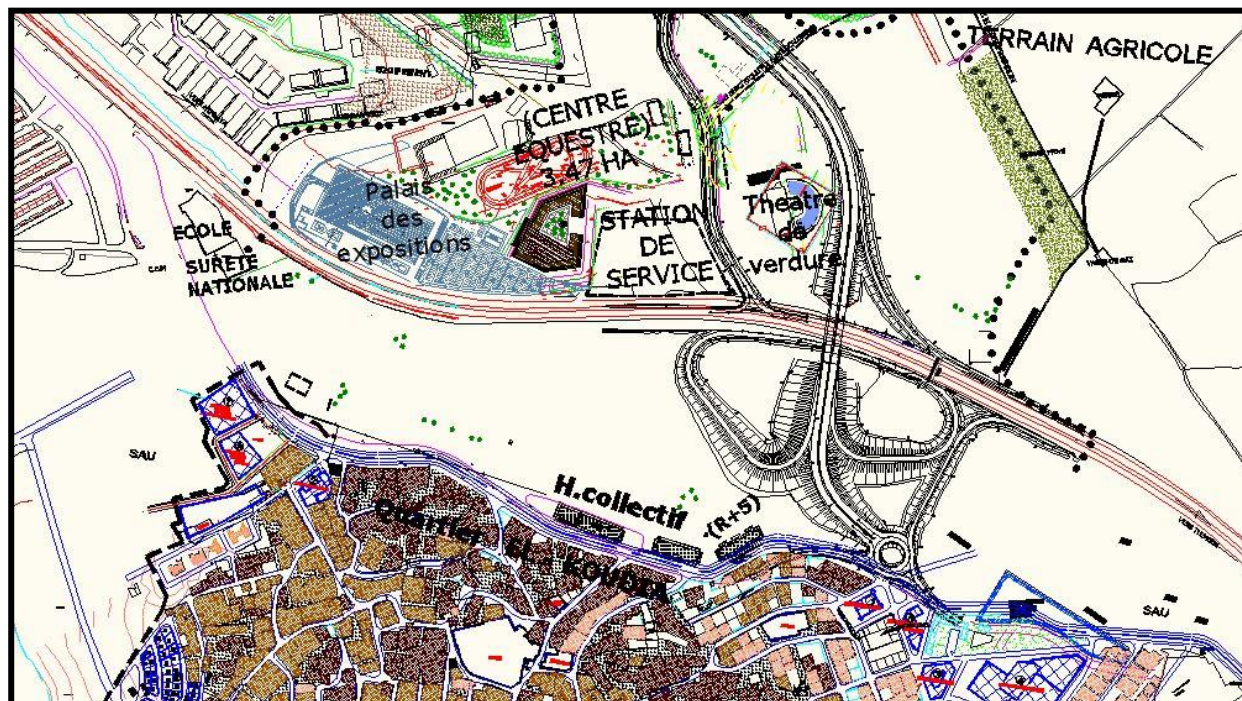 TERRAIN AGRICOLE
(CENTRE
EQUESTRE)
3.47 HA
Palais
des
expositions
STATION
DE
SERVICE
Theatre
de
verdure
ECOLE
SURETE
NATIONALE
SAU
H.collectif
(R+5)
Quartier El KOUDIA
SAU